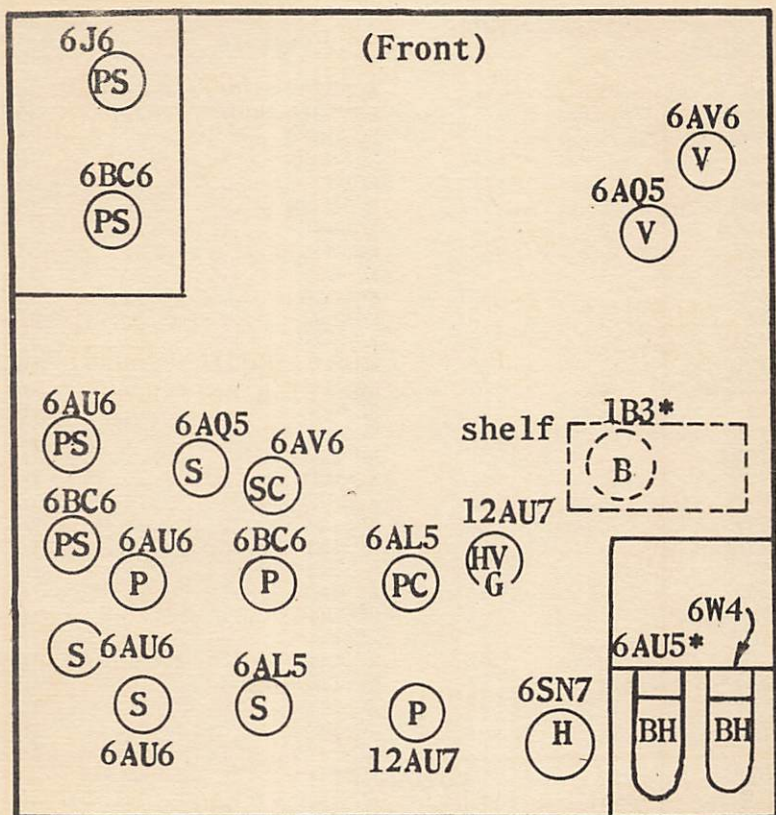 6J6
PS
(Front)
6AV6
V
6BC6
PS
6AQ5
V
6AU6
PS
6AQ5
S
6AV6
SC
shelf
1B3*
B
6BC6
PS
6AU6
P
6BC6
P
6AL5
PC
12AU7
HV
G
6W4
6AU5*
S
6AU6
S
6AU6
6AL5
S
P
12AU7
6SN7
H
BH
BH